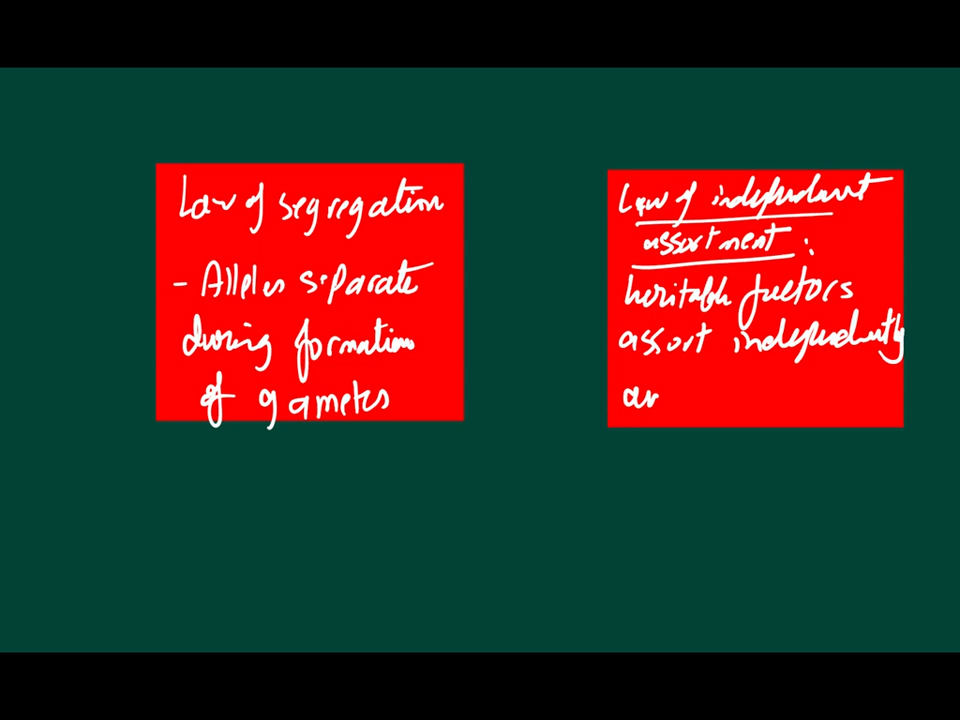 Law of segregation
- Alleles separate
during formation
of gametes
Law of independent
assortment :
heritable factors
assort independently